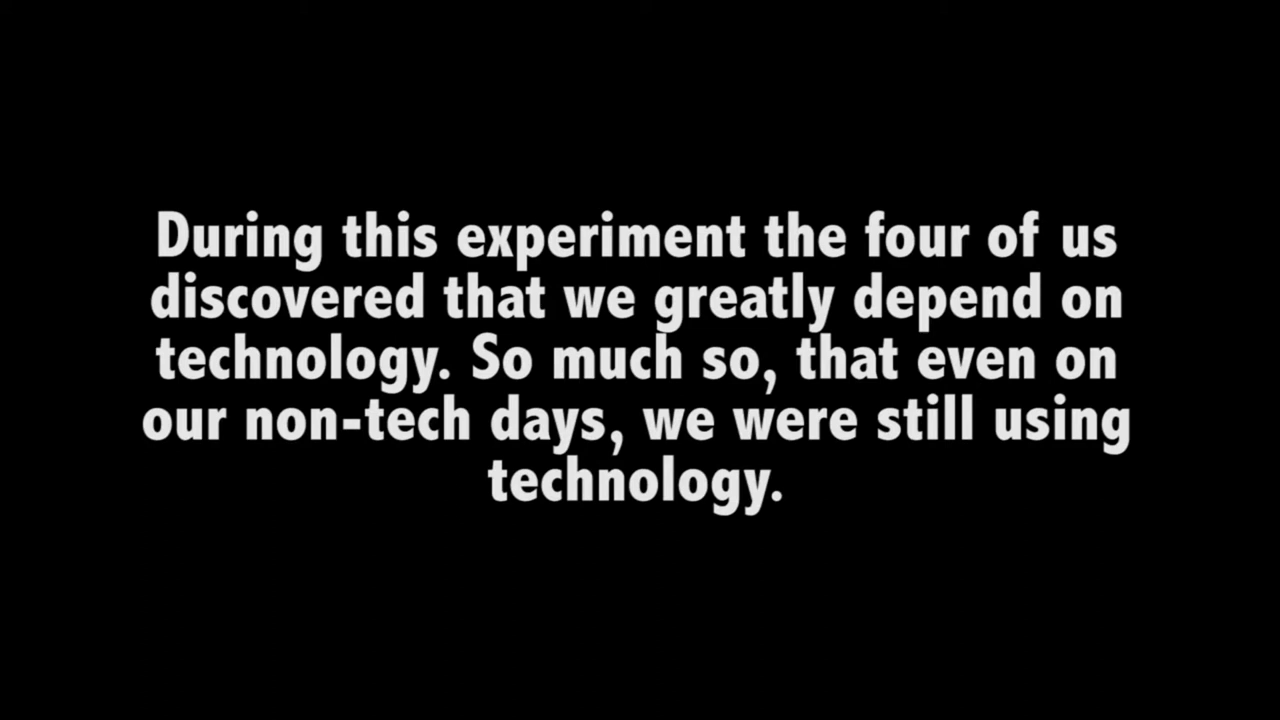 During this experiment the four of us
discovered that we greatly depend on
technology. So much so, that even on
our non-tech days, we were still using
technology.